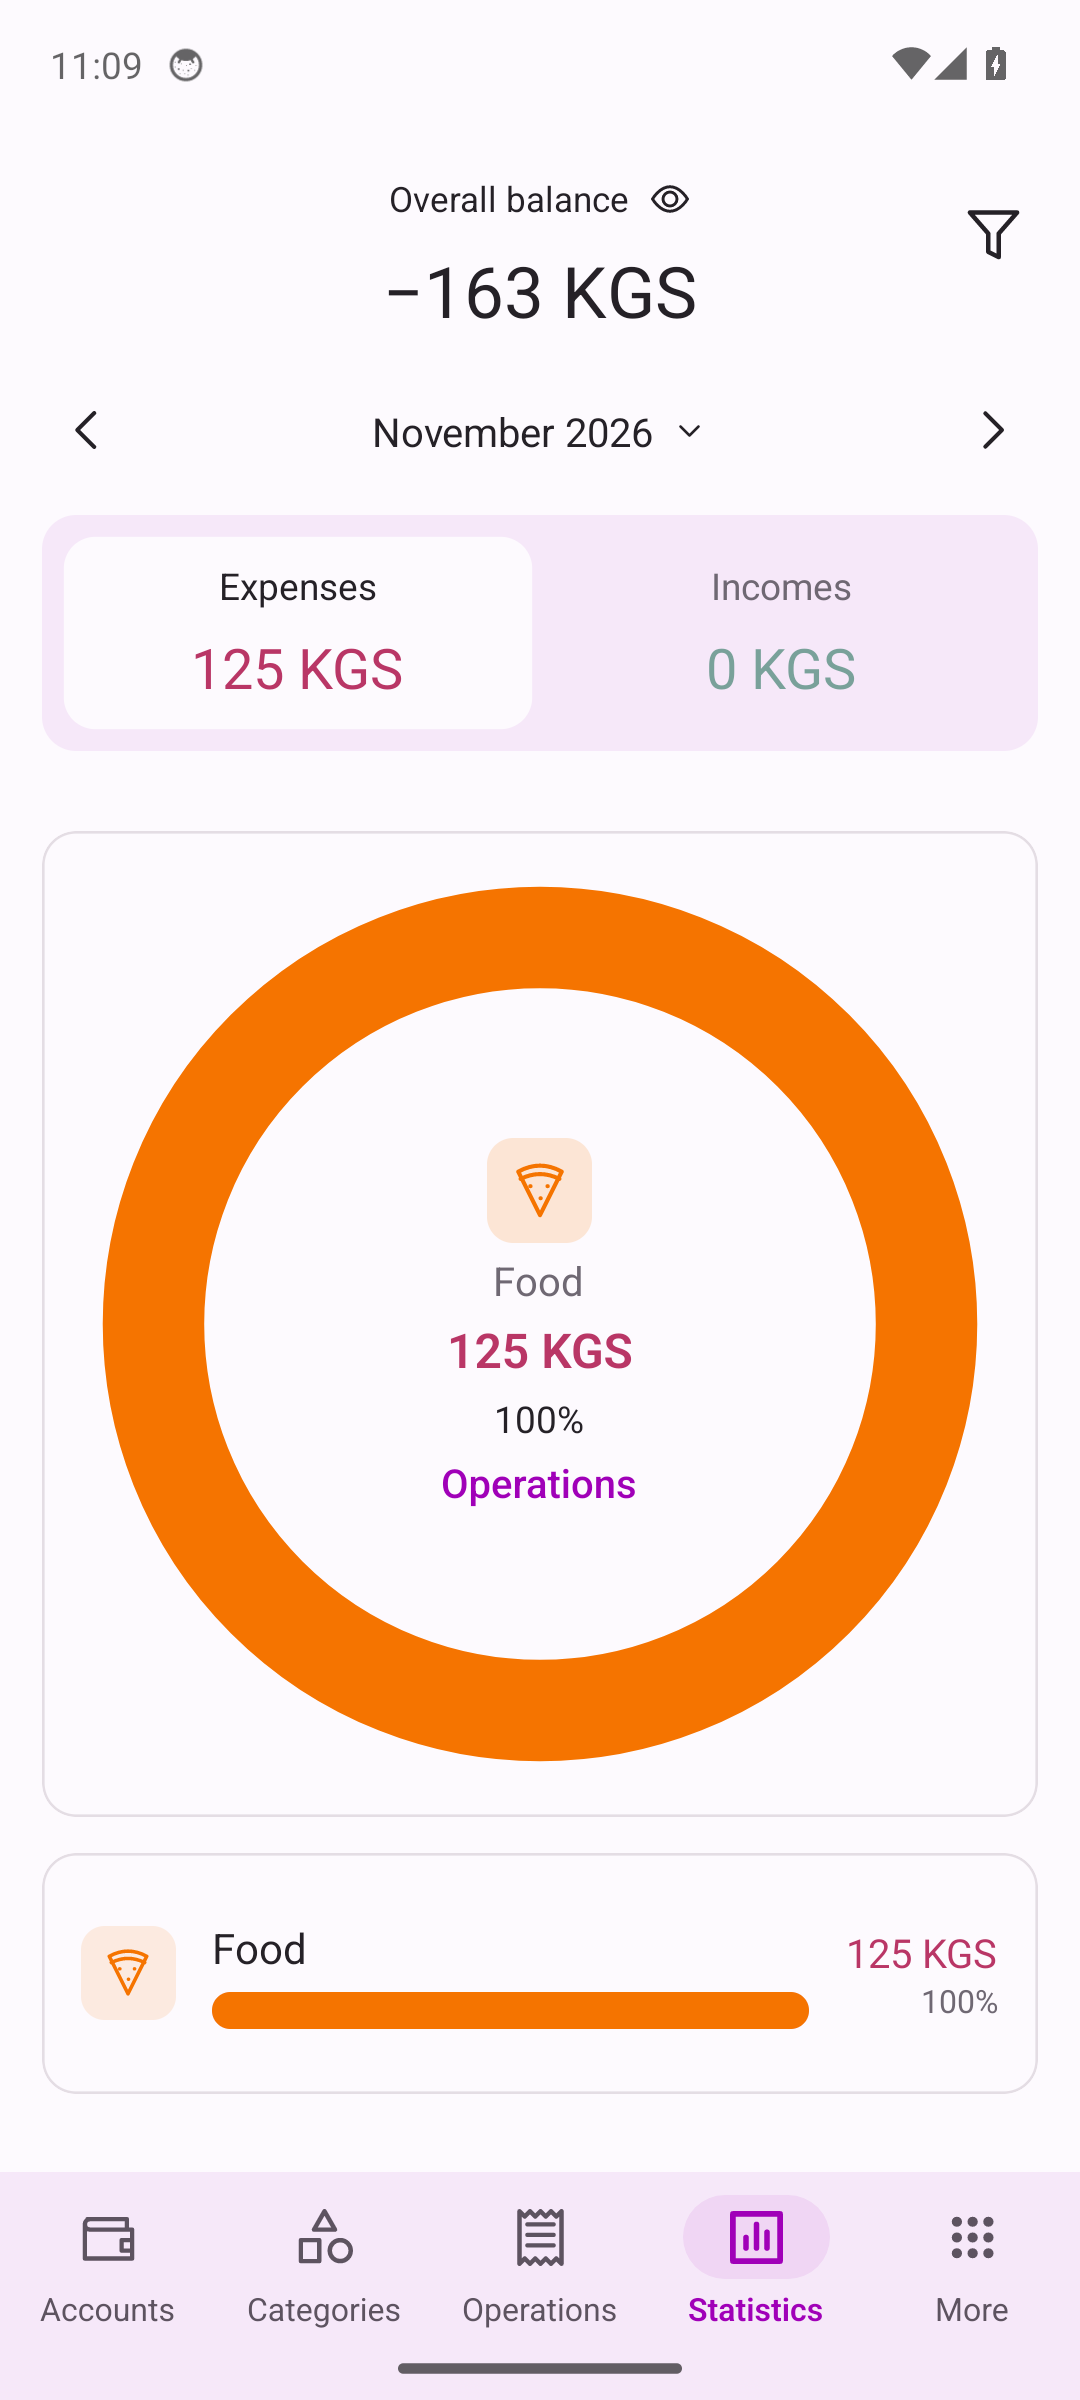 11:09
Overall balance
−163 KGS
November 2026
Expenses
125 KGS
Incomes
0 KGS
Food
125 KGS
100%
Operations
Food
125 KGS
100%
Accounts
Categories
Operations
Statistics
More